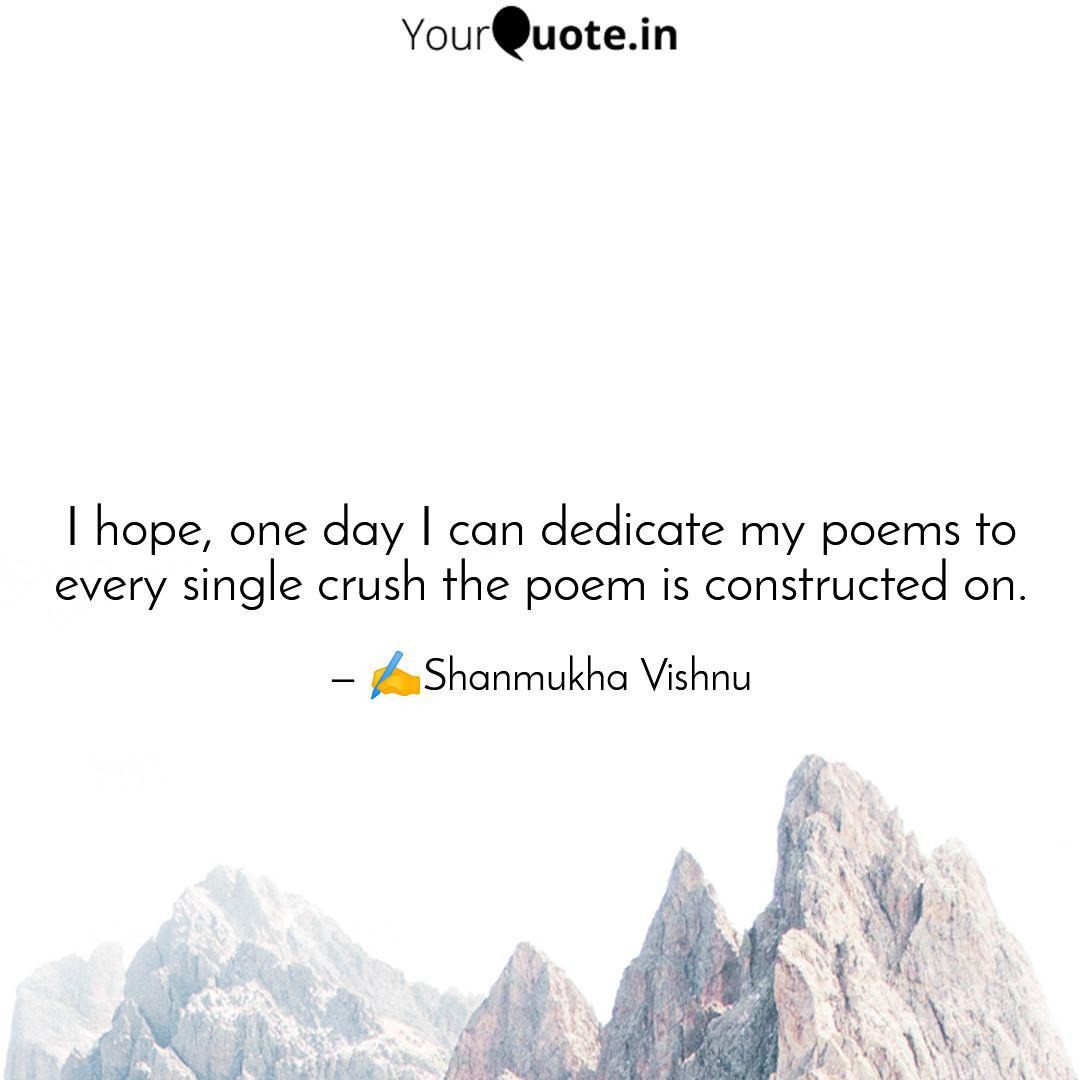 YourQuote.in
I hope, one day I can dedicate my poems to
every single crush the poem is constructed on.
– ✍️Shanmukha Vishnu